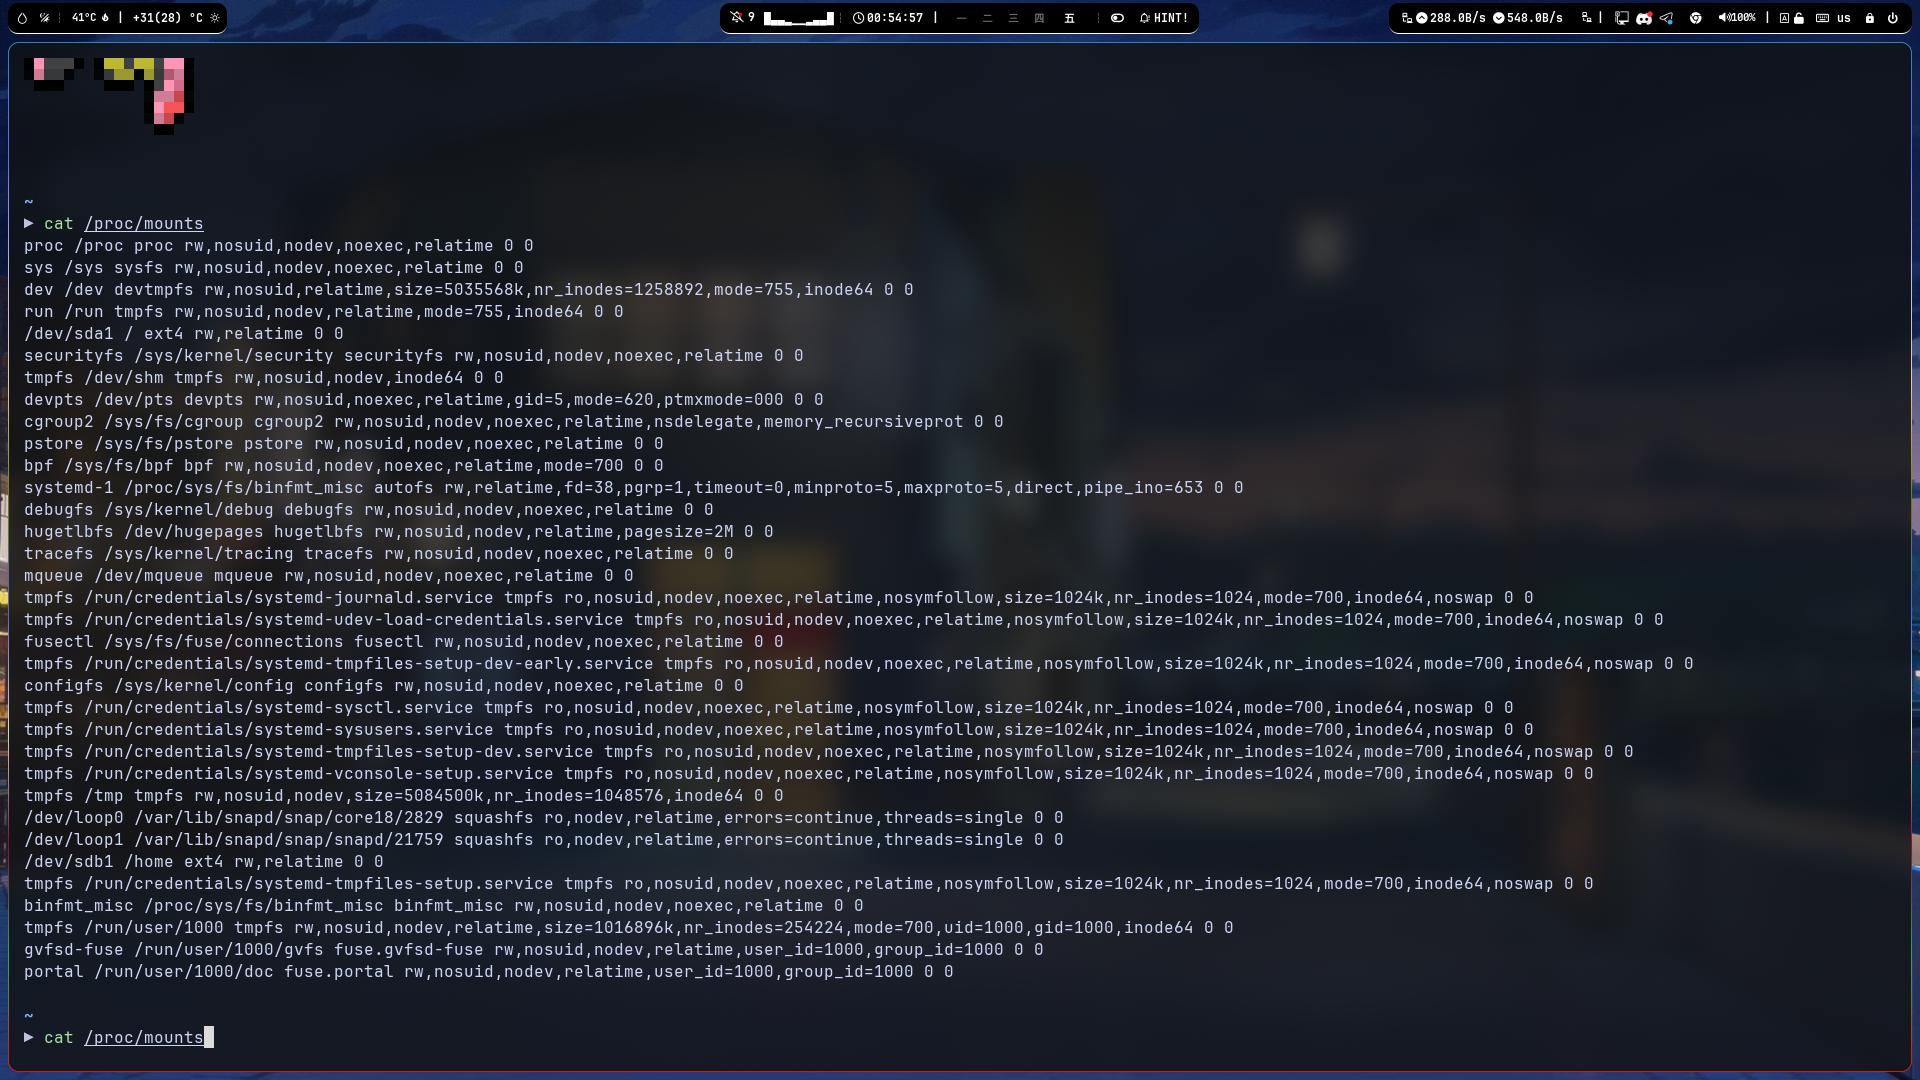 41°C
+31(28) °C
9
00:54:57
一 二 三 四 五
HINT!
288.0B/s 548.0B/s
100%
us
~
▶ cat /proc/mounts
proc /proc proc rw,nosuid,nodev,noexec,relatime 0 0
sys /sys sysfs rw,nosuid,nodev,noexec,relatime 0 0
dev /dev devtmpfs rw,nosuid,relatime,size=5035568k,nr_inodes=1258892,mode=755,inode64 0 0
run /run tmpfs rw,nosuid,nodev,relatime,mode=755,inode64 0 0
/dev/sda1 / ext4 rw,relatime 0 0
securityfs /sys/kernel/security securityfs rw,nosuid,nodev,noexec,relatime 0 0
tmpfs /dev/shm tmpfs rw,nosuid,nodev,inode64 0 0
devpts /dev/pts devpts rw,nosuid,noexec,relatime,gid=5,mode=620,ptmxmode=000 0 0
cgroup2 /sys/fs/cgroup cgroup2 rw,nosuid,nodev,noexec,relatime,nsdelegate,memory_recursiveprot 0 0
pstore /sys/fs/pstore pstore rw,nosuid,nodev,noexec,relatime 0 0
bpf /sys/fs/bpf bpf rw,nosuid,nodev,noexec,relatime,mode=700 0 0
systemd-1 /proc/sys/fs/binfmt_misc autofs rw,relatime,fd=38,pgrp=1,timeout=0,minproto=5,maxproto=5,direct,pipe_ino=653 0 0
debugfs /sys/kernel/debug debugfs rw,nosuid,nodev,noexec,relatime 0 0
hugetlbfs /dev/hugepages hugetlbfs rw,nosuid,nodev,relatime,pagesize=2M 0 0
tracefs /sys/kernel/tracing tracefs rw,nosuid,nodev,noexec,relatime 0 0
mqueue /dev/mqueue mqueue rw,nosuid,nodev,noexec,relatime 0 0
tmpfs /run/credentials/systemd-journald.service tmpfs ro,nosuid,nodev,noexec,relatime,nosymfollow,size=1024k,nr_inodes=1024,mode=700,inode64,noswap 0 0
tmpfs /run/credentials/systemd-udev-load-credentials.service tmpfs ro,nosuid,nodev,noexec,relatime,nosymfollow,size=1024k,nr_inodes=1024,mode=700,inode64,noswap 0 0
fusectl /sys/fs/fuse/connections fusectl rw,nosuid,nodev,noexec,relatime 0 0
tmpfs /run/credentials/systemd-tmpfiles-setup-dev-early.service tmpfs ro,nosuid,nodev,noexec,relatime,nosymfollow,size=1024k,nr_inodes=1024,mode=700,inode64,noswap 0 0
configfs /sys/kernel/config configfs rw,nosuid,nodev,noexec,relatime 0 0
tmpfs /run/credentials/systemd-sysctl.service tmpfs ro,nosuid,nodev,noexec,relatime,nosymfollow,size=1024k,nr_inodes=1024,mode=700,inode64,noswap 0 0
tmpfs /run/credentials/systemd-sysusers.service tmpfs ro,nosuid,nodev,noexec,relatime,nosymfollow,size=1024k,nr_inodes=1024,mode=700,inode64,noswap 0 0
tmpfs /run/credentials/systemd-tmpfiles-setup-dev.service tmpfs ro,nosuid,nodev,noexec,relatime,nosymfollow,size=1024k,nr_inodes=1024,mode=700,inode64,noswap 0 0
tmpfs /run/credentials/systemd-vconsole-setup.service tmpfs ro,nosuid,nodev,noexec,relatime,nosymfollow,size=1024k,nr_inodes=1024,mode=700,inode64,noswap 0 0
tmpfs /tmp tmpfs rw,nosuid,nodev,size=5084500k,nr_inodes=1048576,inode64 0 0
/dev/loop0 /var/lib/snapd/snap/core18/2829 squashfs ro,nodev,relatime,errors=continue,threads=single 0 0
/dev/loop1 /var/lib/snapd/snap/snapd/21759 squashfs ro,nodev,relatime,errors=continue,threads=single 0 0
/dev/sdb1 /home ext4 rw,relatime 0 0
tmpfs /run/credentials/systemd-tmpfiles-setup.service tmpfs ro,nosuid,nodev,noexec,relatime,nosymfollow,size=1024k,nr_inodes=1024,mode=700,inode64,noswap 0 0
binfmt_misc /proc/sys/fs/binfmt_misc binfmt_misc rw,nosuid,nodev,noexec,relatime 0 0
tmpfs /run/user/1000 tmpfs rw,nosuid,nodev,relatime,size=1016896k,nr_inodes=254224,mode=700,uid=1000,gid=1000,inode64 0 0
gvfsd-fuse /run/user/1000/gvfs fuse.gvfsd-fuse rw,nosuid,nodev,relatime,user_id=1000,group_id=1000 0 0
portal /run/user/1000/doc fuse.portal rw,nosuid,nodev,relatime,user_id=1000,group_id=1000 0 0
~
▶ cat /proc/mounts